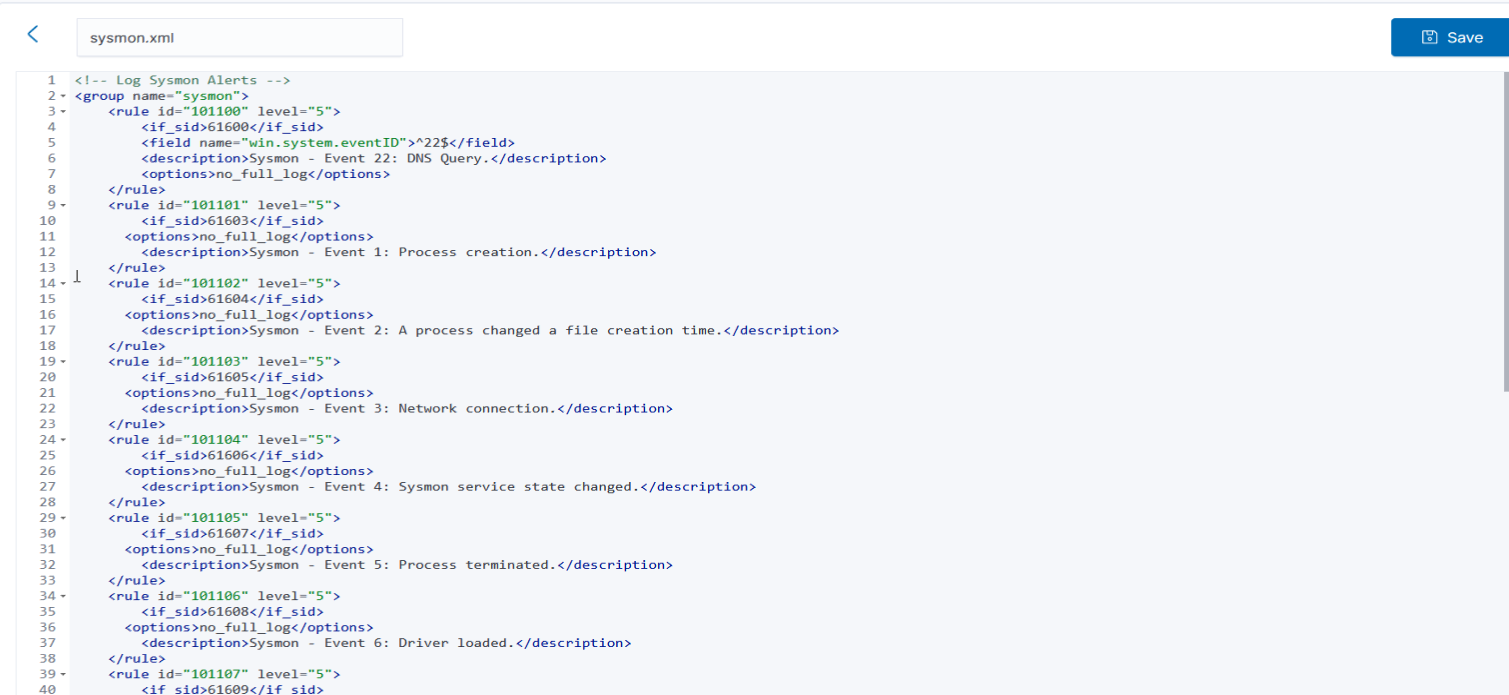 sysmon.xml
Save
1 <!-- Log Sysmon Alerts -->
2 <group name="sysmon">
3 <rule id="101100" level="5">
4 <if_sid>61600</if_sid>
5 <field name="win.system.eventID">^22$</field>
6 <description>Sysmon - Event 22: DNS Query.</description>
7 <options>no_full_log</options>
8 </rule>
9 <rule id="101101" level="5">
10 <if_sid>61603</if_sid>
11 <options>no_full_log</options>
12 <description>Sysmon - Event 1: Process creation.</description>
13 </rule>
14 <rule id="101102" level="5">
15 <if_sid>61604</if_sid>
16 <options>no_full_log</options>
17 <description>Sysmon - Event 2: A process changed a file creation time.</description>
18 </rule>
19 <rule id="101103" level="5">
20 <if_sid>61605</if_sid>
21 <options>no_full_log</options>
22 <description>Sysmon - Event 3: Network connection.</description>
23 </rule>
24 <rule id="101104" level="5">
25 <if_sid>61606</if_sid>
26 <options>no_full_log</options>
27 <description>Sysmon - Event 4: Sysmon service state changed.</description>
28 </rule>
29 <rule id="101105" level="5">
30 <if_sid>61607</if_sid>
31 <options>no_full_log</options>
32 <description>Sysmon - Event 5: Process terminated.</description>
33 </rule>
34 <rule id="101106" level="5">
35 <if_sid>61608</if_sid>
36 <options>no_full_log</options>
37 <description>Sysmon - Event 6: Driver loaded.</description>
38 </rule>
39 <rule id="101107" level="5">
40 <if_sid>61609</if_sid>